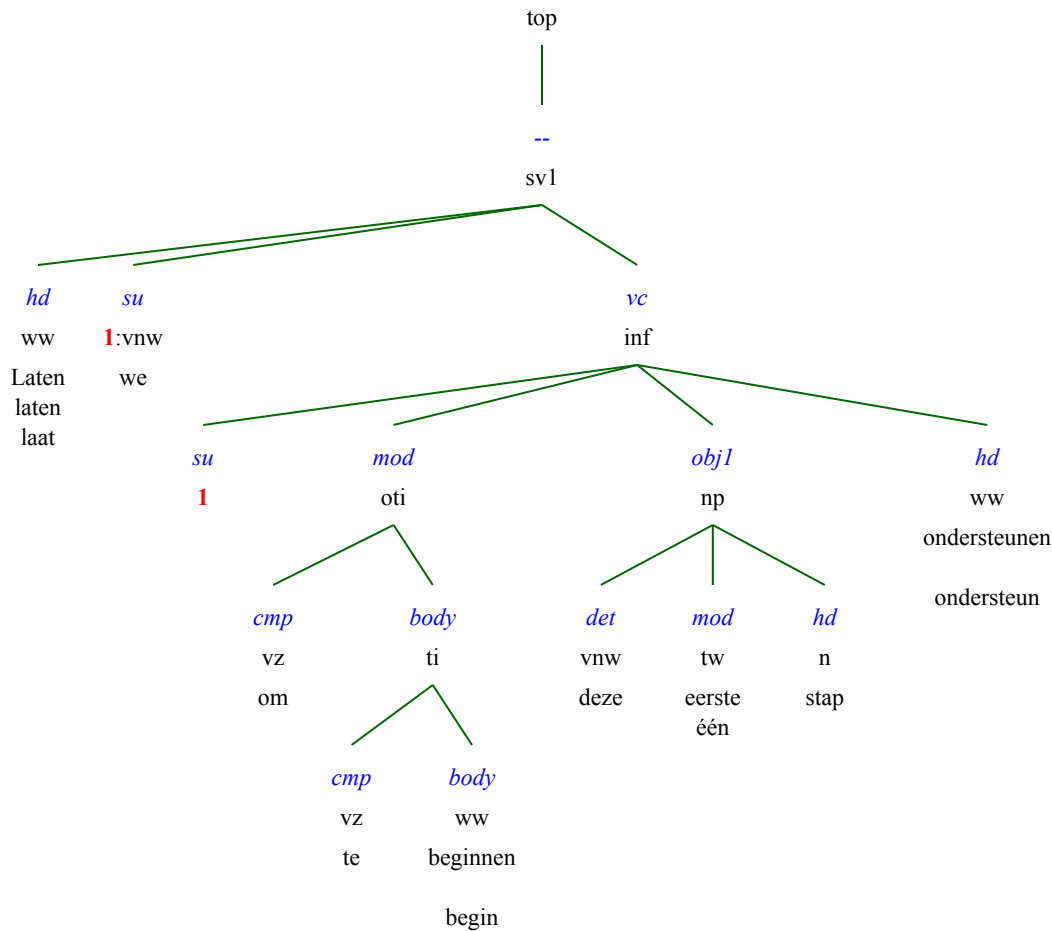 top
--
sv1
hd su vc
ww 1:vnw inf
Laten we
laten
laat
su mod obj1 hd
1 oti np ww
ondersteunen
ondersteun
cmp body det mod hd
vz ti vnw tw n
om deze eerste stap
één
cmp body
vz ww
te beginnen
begin